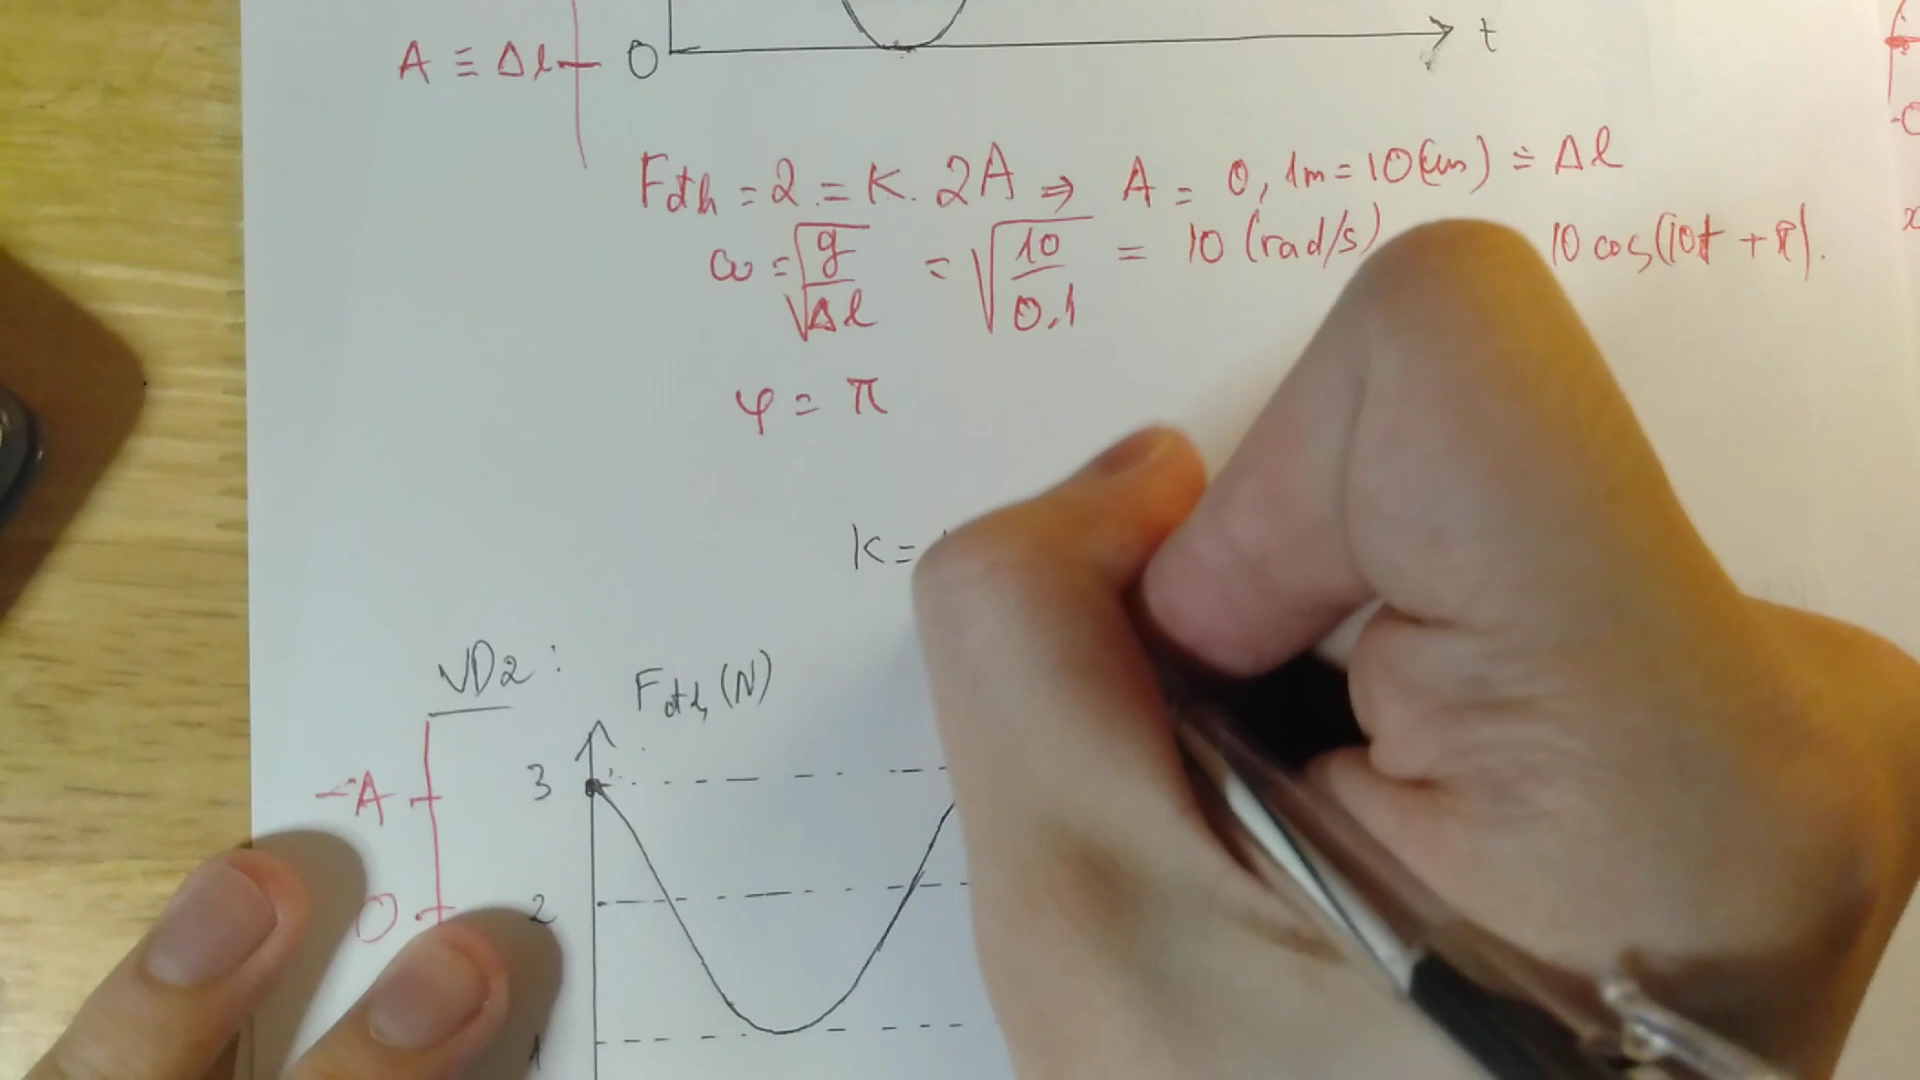 A ≡ Δl
O
t
Fđh = 2 = K. 2A ⇒ A = 0,1m = 10(cm) ≡ Δl
ω = √(g/Δl) = √(10/0,1) = 10 (rad/s)
10 cos(10t + π).
φ = π
K =
VD2 :
Fđh (N)
-A
3
O
2
1